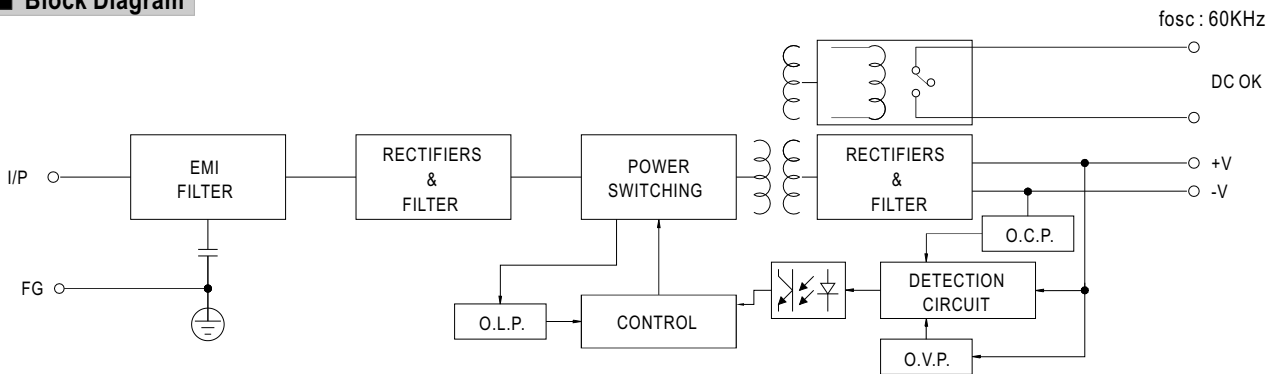 ■ Block Diagram
fosc : 60KHz
DC OK
I/P
EMI
FILTER
RECTIFIERS
&
FILTER
POWER
SWITCHING
RECTIFIERS
&
FILTER
+V
-V
O.C.P.
FG
O.L.P.
CONTROL
DETECTION
CIRCUIT
O.V.P.